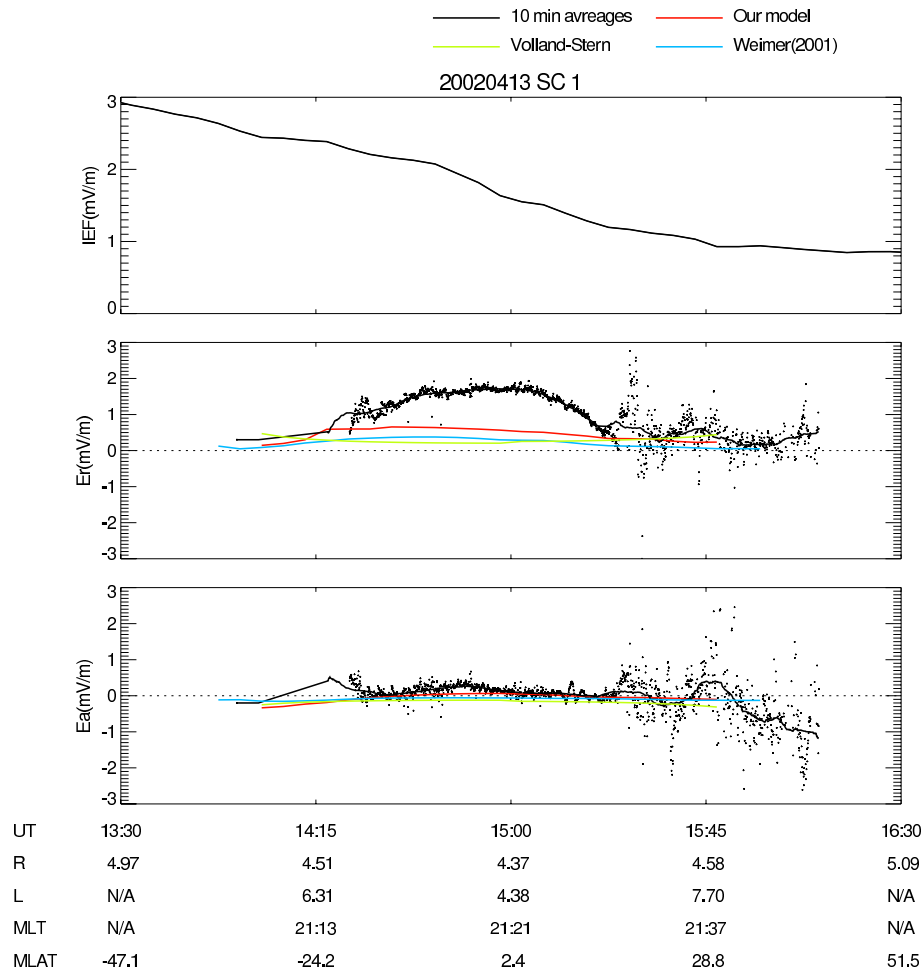 10 min avreages Our model
Volland-Stern Weimer(2001)
20020413 SC 1
3
2
1
0
IEF(mV/m)
3
2
1
0
-1
-2
-3
Er(mV/m)
3
2
1
0
-1
-2
-3
Ea(mV/m)
UT 13:30 14:15 15:00 15:45 16:30
R 4.97 4.51 4.37 4.58 5.09
L N/A 6.31 4.38 7.70 N/A
MLT N/A 21:13 21:21 21:37 N/A
MLAT -47.1 -24.2 2.4 28.8 51.5